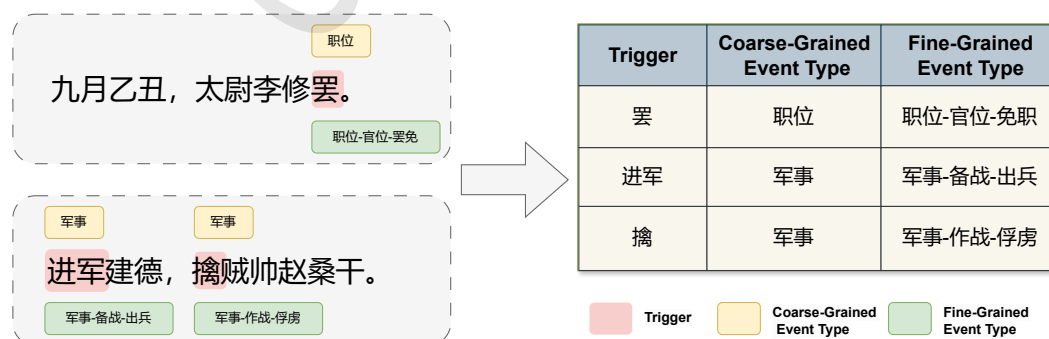 职位
九月乙丑，太尉李修罢。
职位-官位-罢免
军事 军事
进军建德，擒贼帅赵桑干。
军事-备战-出兵 军事-作战-俘虏
Trigger Coarse-Grained Event Type Fine-Grained Event Type
罢 职位 职位-官位-免职
进军 军事 军事-备战-出兵
擒 军事 军事-作战-俘虏
Trigger Coarse-Grained Event Type Fine-Grained Event Type